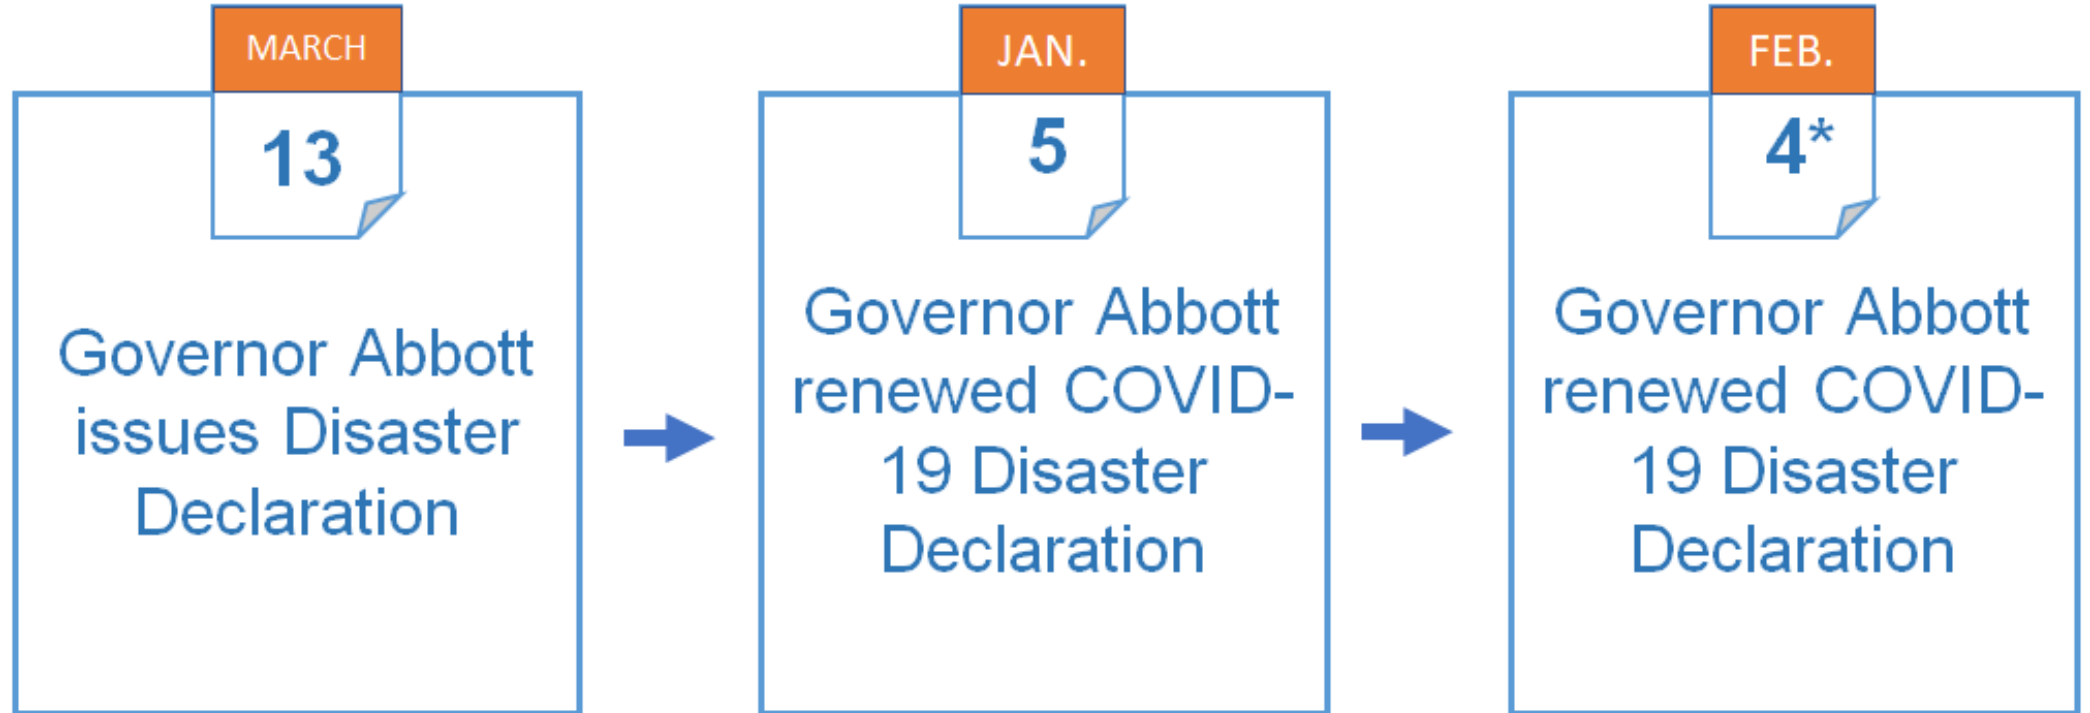 MARCH
13
Governor Abbott
issues Disaster
Declaration
JAN.
5
Governor Abbott
renewed COVID-
19 Disaster
Declaration
FEB.
4*
Governor Abbott
renewed COVID-
19 Disaster
Declaration